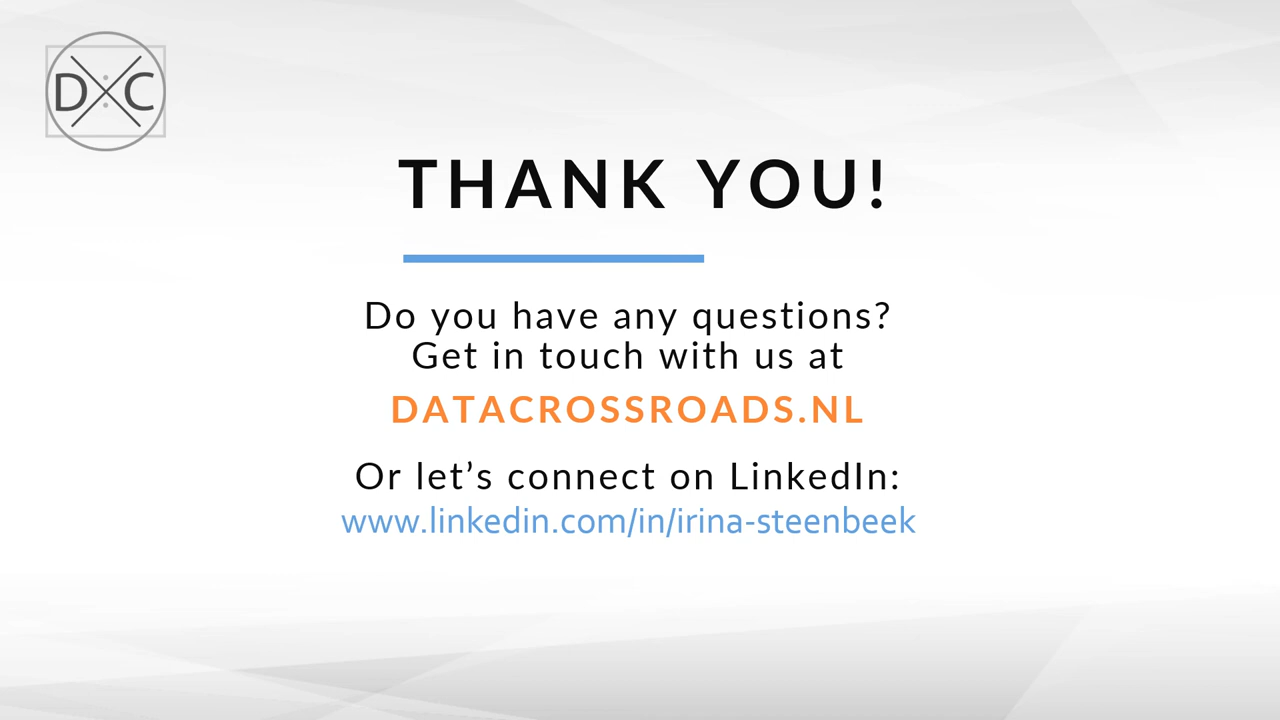 DXC
THANK YOU!
Do you have any questions?
Get in touch with us at
DATACROSSROADS.NL
Or let’s connect on LinkedIn:
www.linkedin.com/in/irina-steenbeek